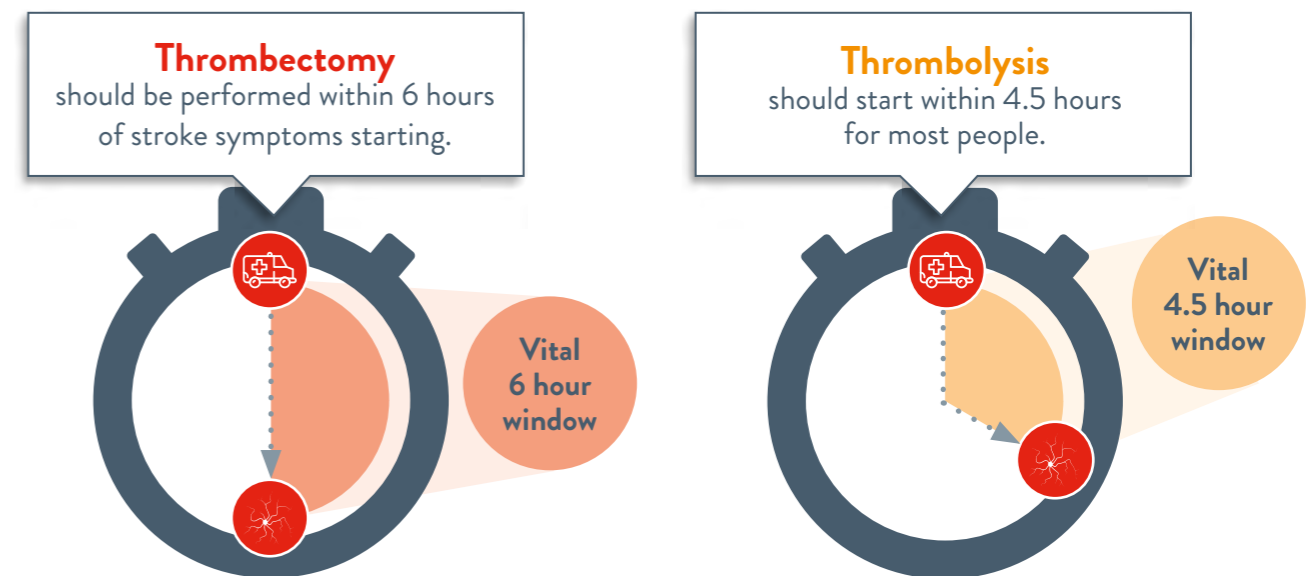 Thrombectomy
should be performed within 6 hours
of stroke symptoms starting.
Vital
6 hour
window
Thrombolysis
should start within 4.5 hours
for most people.
Vital
4.5 hour
window